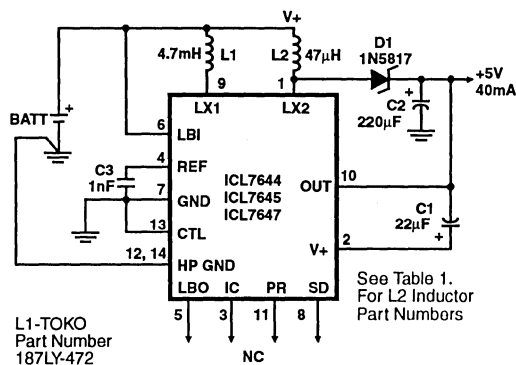 V+
4.7mH
L1
L2
47μH
D1
1N5817
+5V
40mA
9
1
BATT
+
LX1
LX2
+
C2
220μF
6
LBI
4
REF
C3
1nF
7
GND
ICL7644
ICL7645
ICL7647
OUT
10
13
CTL
C1
22μF
+
12, 14
HP GND
V+
2
LBO
IC
PR
SD
5
3
11
8
NC
See Table 1.
For L2 Inductor
Part Numbers
L1-TOKO
Part Number
187LY-472